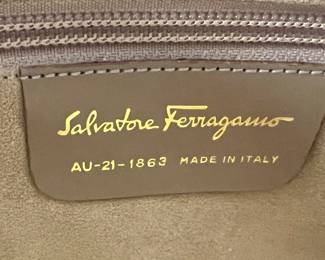 Salvatore Ferragamo
AU-21-1863 MADE IN ITALY